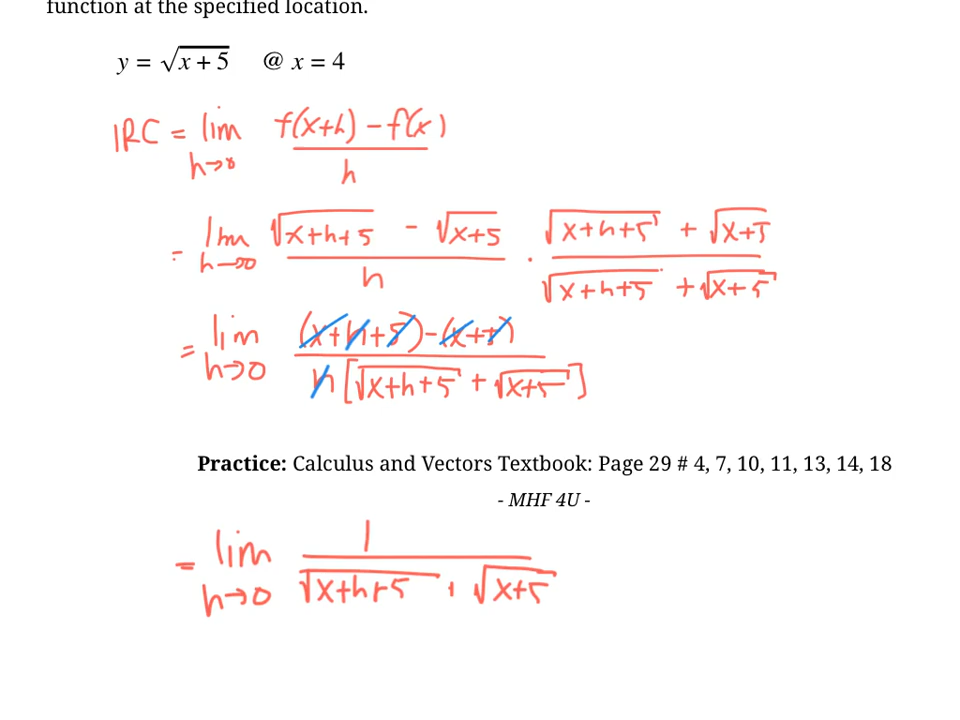 function at the specified location.
y = √(x + 5) @ x = 4
IRC = lim h→0 (f(x+h) - f(x)) / h
= lim h→0 (√(x+h+5) - √(x+5)) / h · (√(x+h+5) + √(x+5)) / (√(x+h+5) + √(x+5))
= lim h→0 ((x+h+5)-(x+5)) / (h[√(x+h+5) + √(x+5)])
Practice: Calculus and Vectors Textbook: Page 29 # 4, 7, 10, 11, 13, 14, 18
- MHF 4U -
= lim h→0 1 / (√(x+h+5) + √(x+5))